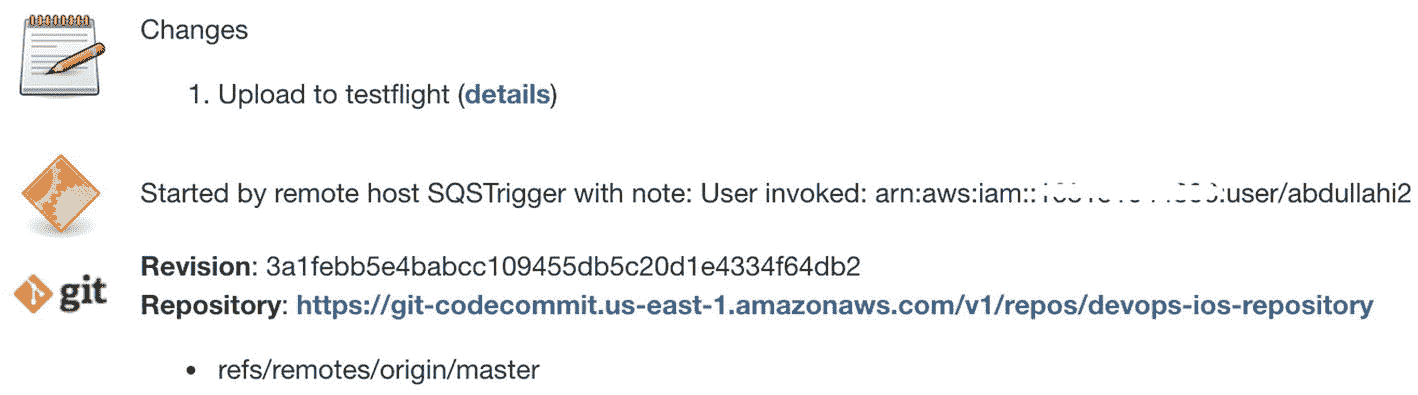 Changes
1. Upload to testflight (details)
Started by remote host SQSTrigger with note: User invoked: arn:aws:iam:: :user/abdullahi2
git
Revision: 3a1febb5e4babcc109455db5c20d1e4334f64db2
Repository: https://git-codecommit.us-east-1.amazonaws.com/v1/repos/devops-ios-repository
• refs/remotes/origin/master